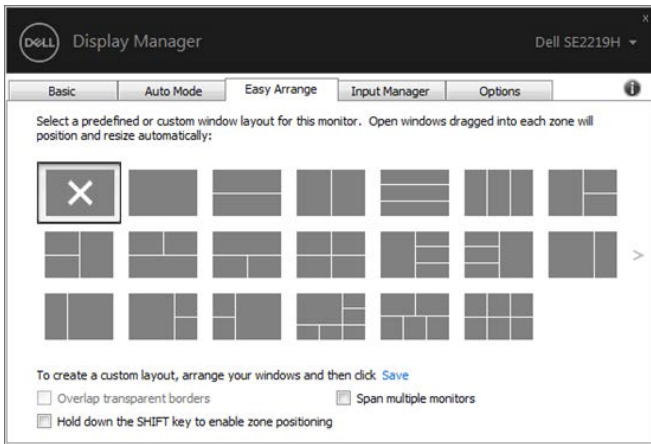 DELL Display Manager
Dell SE2219H
Basic
Auto Mode
Easy Arrange
Input Manager
Options
Select a predefined or custom window layout for this monitor. Open windows dragged into each zone will
position and resize automatically:
To create a custom layout, arrange your windows and then click Save
Overlap transparent borders
Span multiple monitors
Hold down the SHIFT key to enable zone positioning